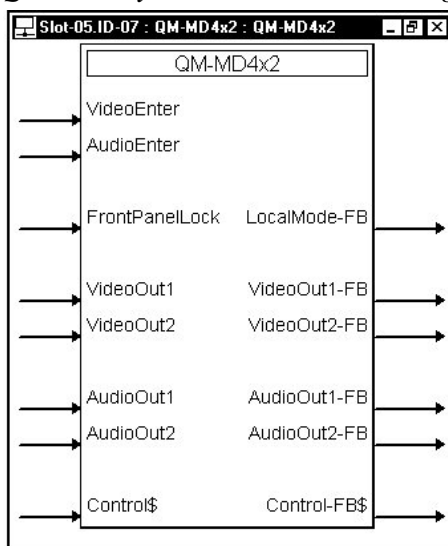 Slot-05.ID-07 : QM-MD4x2 : QM-MD4x2
QM-MD4x2
VideoEnter
AudioEnter
FrontPanelLock LocalMode-FB
VideoOut1 VideoOut1-FB
VideoOut2 VideoOut2-FB
AudioOut1 AudioOut1-FB
AudioOut2 AudioOut2-FB
Control$ Control-FB$